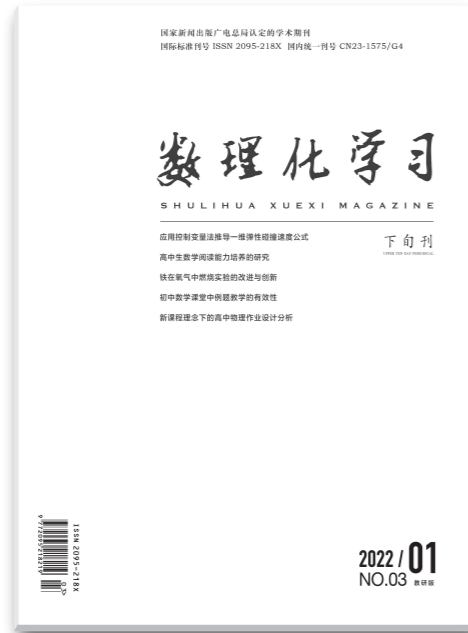 国家新闻出版广电总局认定的学术期刊
国际标准刊号 ISSN 2095-218X 国内统一刊号 CN23-1575/G4
数理化学习
SHULIHUA XUEXI MAGAZINE
应用控制变量法推导一维弹性碰撞速度公式
高中生数学阅读能力培养的研究
铁在氧气中燃烧实验的改进与创新
初中数学课堂中例题教学的有效性
新课程理念下的高中物理作业设计分析
下旬刊
ISSN 2095-218X
9 772095 218219
03>
2022 / 01
NO.03 教研版